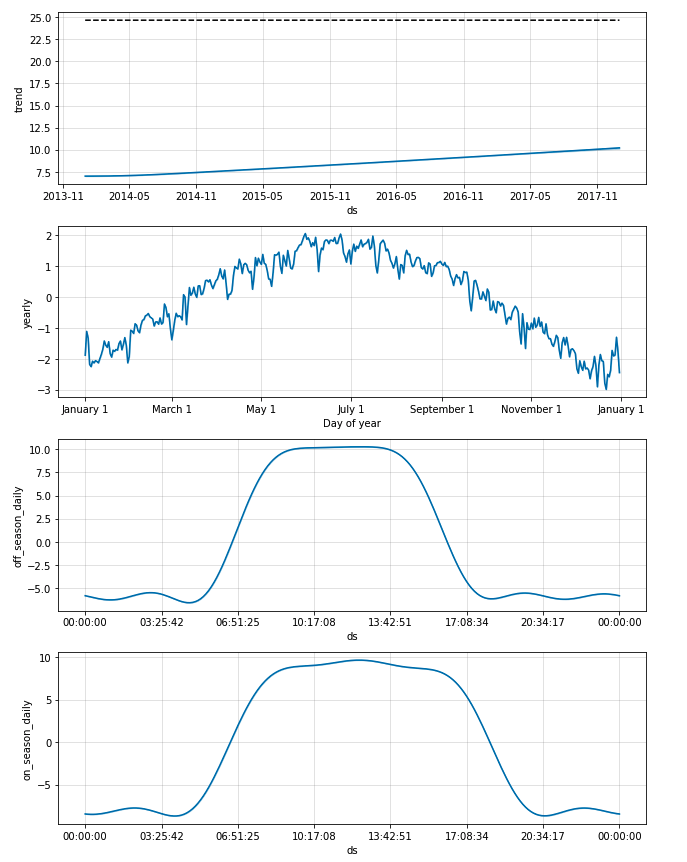 25.0
22.5
20.0
17.5
15.0
12.5
10.0
7.5
trend
2013-11 2014-05 2014-11 2015-05 2015-11 2016-05 2016-11 2017-05 2017-11
ds
2
1
0
−1
−2
−3
yearly
January 1 March 1 May 1 July 1 September 1 November 1 January 1
Day of year
10.0
7.5
5.0
2.5
0.0
−2.5
−5.0
off_season_daily
00:00:00 03:25:42 06:51:25 10:17:08 13:42:51 17:08:34 20:34:17 00:00:00
ds
10
5
0
−5
on_season_daily
00:00:00 03:25:42 06:51:25 10:17:08 13:42:51 17:08:34 20:34:17 00:00:00
ds